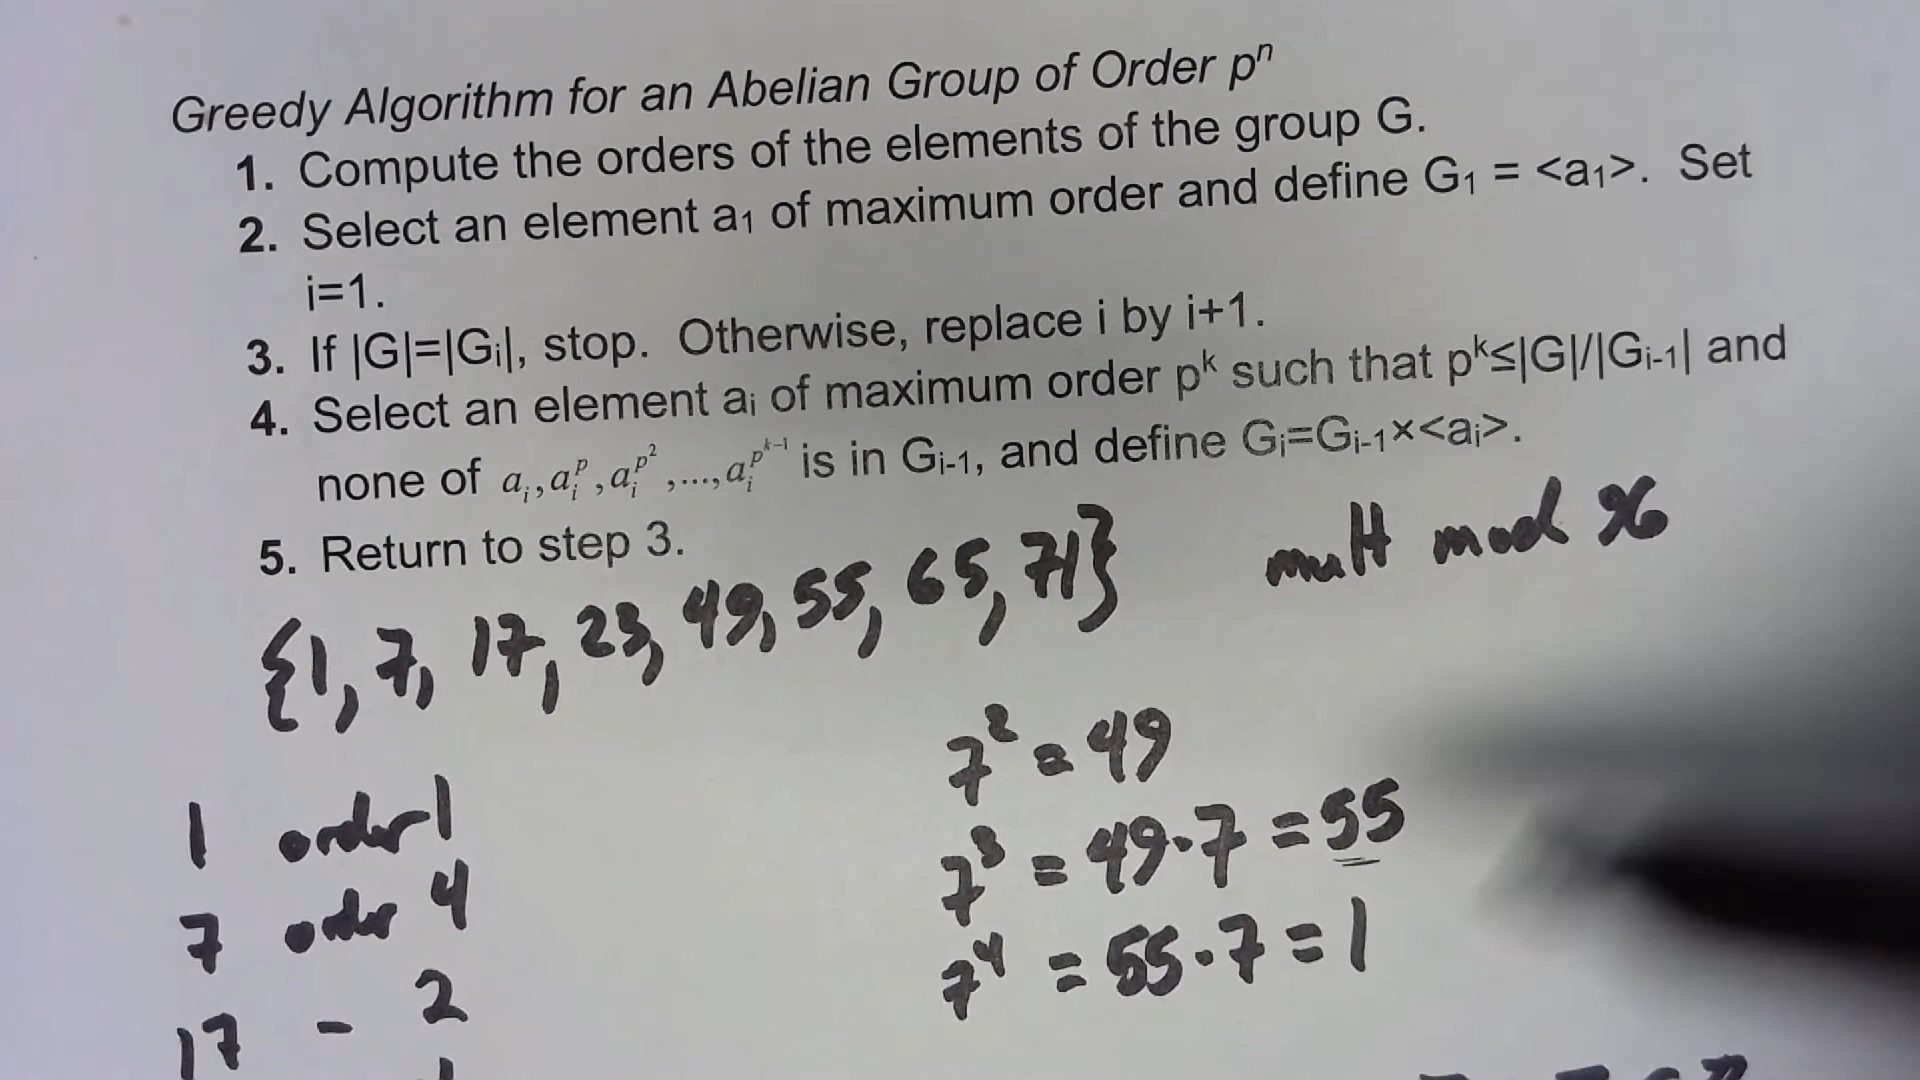 Greedy Algorithm for an Abelian Group of Order pⁿ
1. Compute the orders of the elements of the group G.
2. Select an element a₁ of maximum order and define G₁ = <a₁>. Set
i=1.
3. If |G|=|Gᵢ|, stop. Otherwise, replace i by i+1.
4. Select an element aᵢ of maximum order pᵏ such that pᵏ≤|G|/|Gᵢ₋₁| and
none of aᵢ, aᵢ^p, aᵢ^p², ..., aᵢ^p^(k-1) is in Gᵢ₋₁, and define Gᵢ=Gᵢ₋₁×<aᵢ>.
5. Return to step 3.
{1, 7, 17, 23, 49, 55, 65, 71} mult mod
7² = 49
7³ = 49·7 = 55
7⁴ = 55·7 = 1
1 order 1
7 order 4
17 - 2